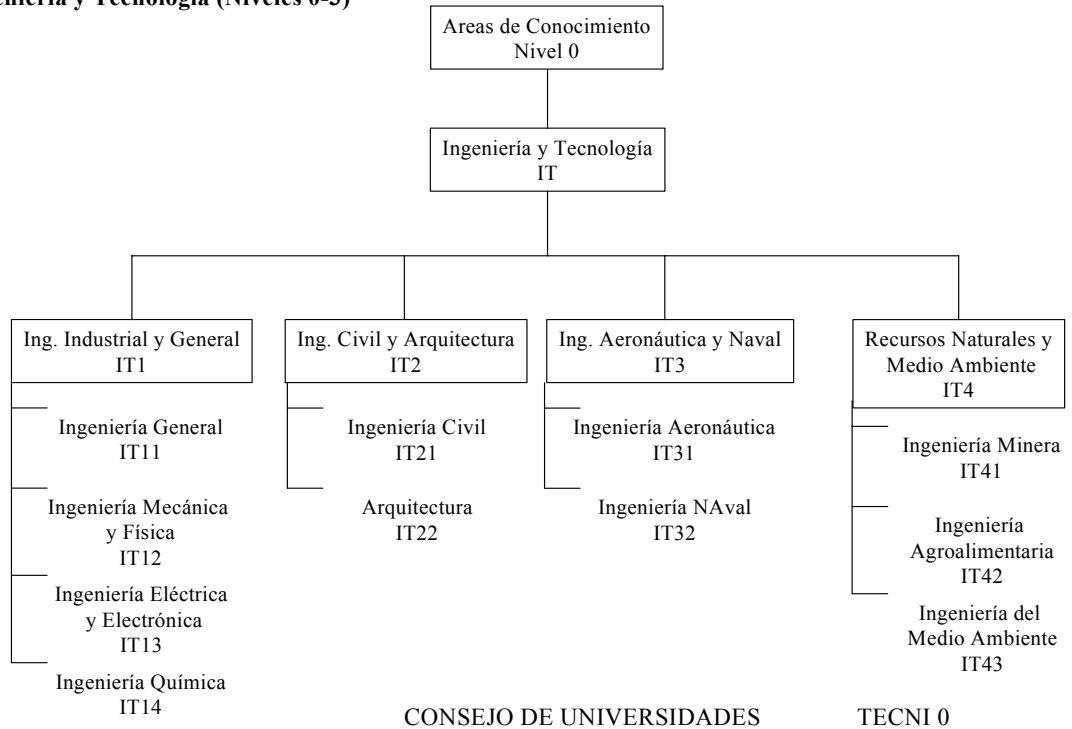 y Tecnología (Niveles 0-3)
Areas de Conocimiento
Nivel 0
Ingeniería y Tecnología
IT
Ing. Industrial y General
IT1
Ingeniería General
IT11
Ingeniería Mecánica
y Física
IT12
Ingeniería Eléctrica
y Electrónica
IT13
Ingeniería Química
IT14
Ing. Civil y Arquitectura
IT2
Ingeniería Civil
IT21
Arquitectura
IT22
Ing. Aeronáutica y Naval
IT3
Ingeniería Aeronáutica
IT31
Ingeniería NAval
IT32
Recursos Naturales y
Medio Ambiente
IT4
Ingeniería Minera
IT41
Ingeniería
Agroalimentaria
IT42
Ingeniería del
Medio Ambiente
IT43
CONSEJO DE UNIVERSIDADES TECNI 0